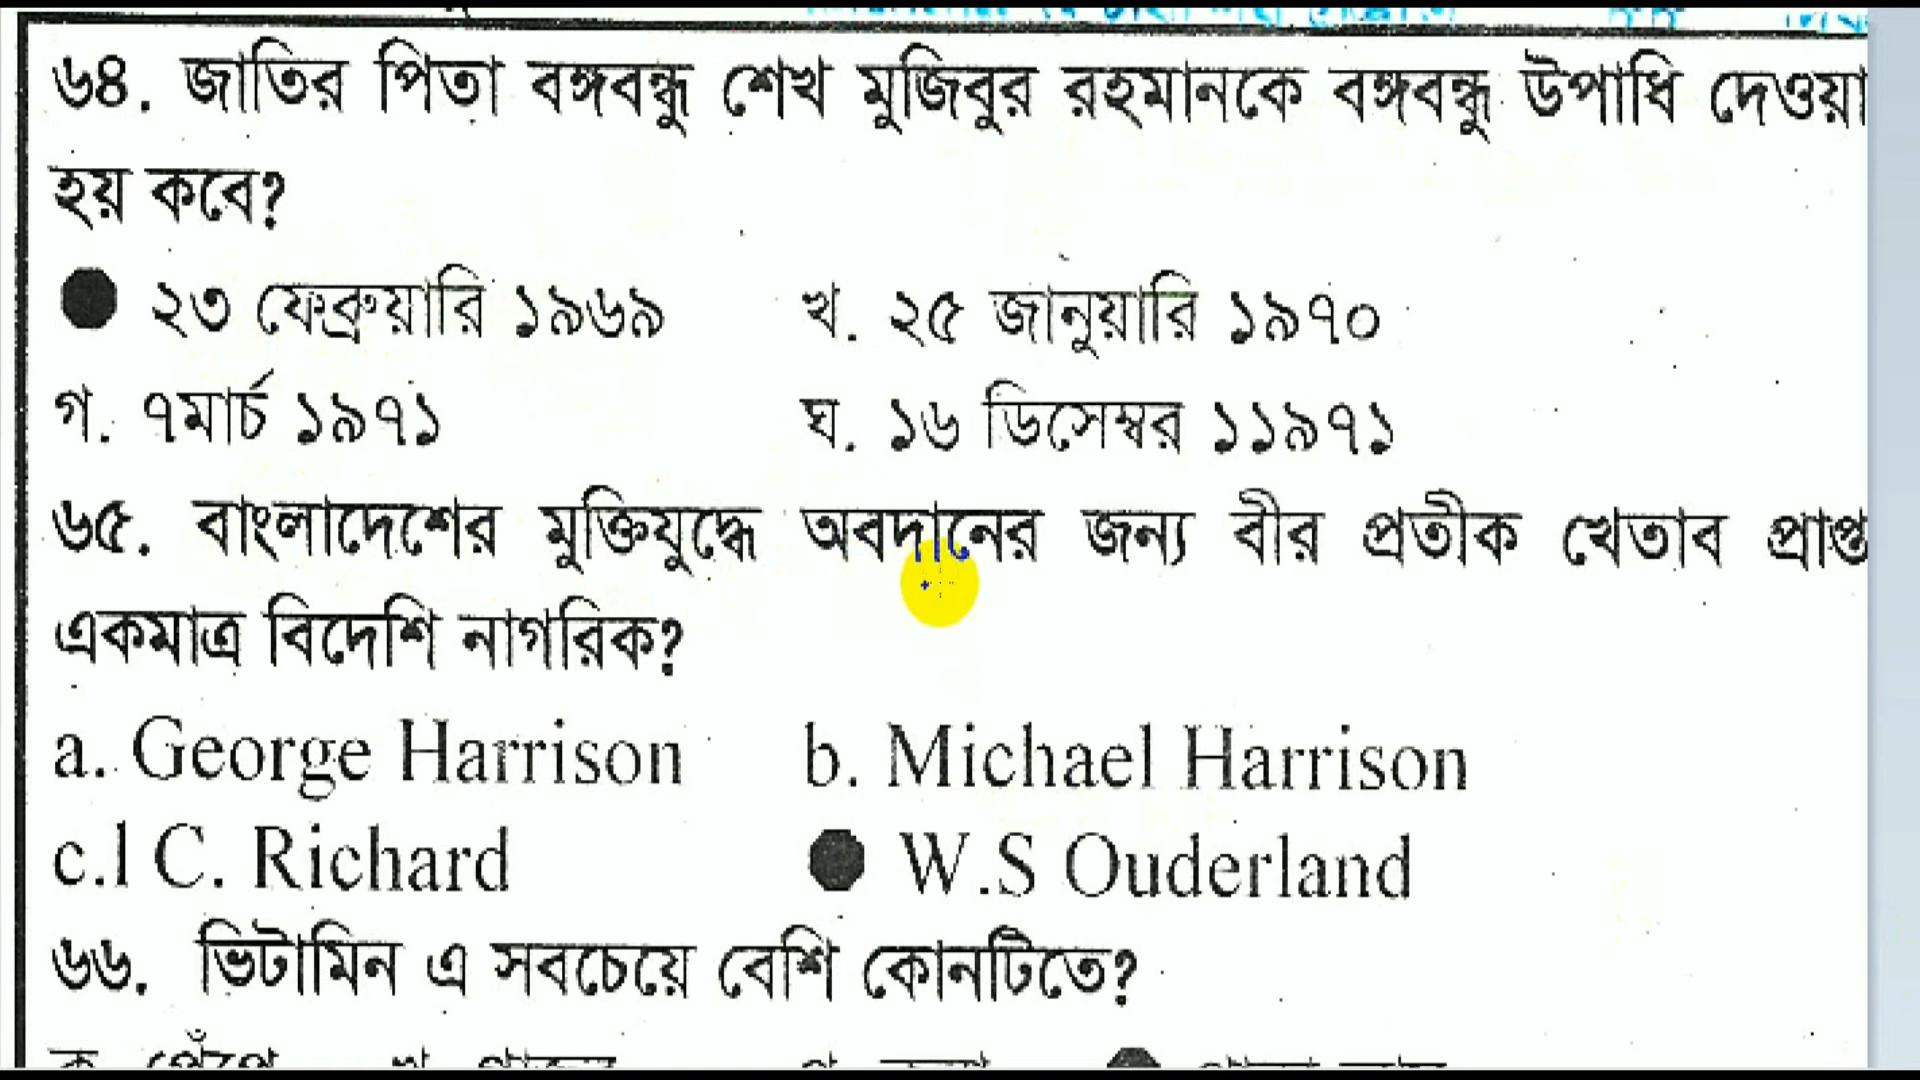 ৬৪. জাতির পিতা বঙ্গবন্ধু শেখ মুজিবুর রহমানকে বঙ্গবন্ধু উপাধি দেওয়া
হয় কবে?
২৩ ফেব্রুয়ারি ১৯৬৯ খ. ২৫ জানুয়ারি ১৯৭০
গ. ৭মার্চ ১৯৭১ ঘ. ১৬ ডিসেম্বর ১১৯৭১
৬৫. বাংলাদেশের মুক্তিযুদ্ধে অবদানের জন্য বীর প্রতীক খেতাব প্রাপ্ত
একমাত্র বিদেশি নাগরিক?
a. George Harrison b. Michael Harrison
c.l C. Richard W.S Ouderland
৬৬. ভিটামিন এ সবচেয়ে বেশি কোনটিতে?